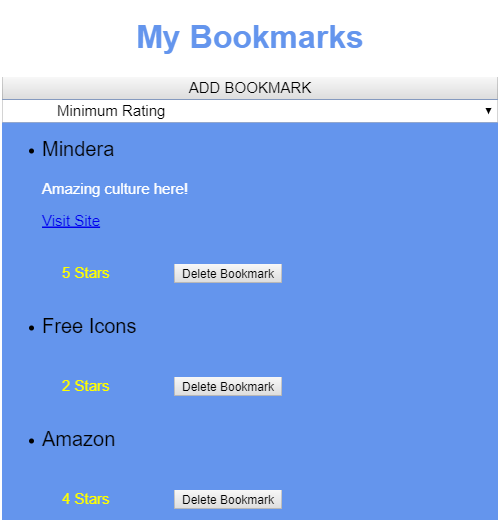 My Bookmarks
ADD BOOKMARK
Minimum Rating
Mindera
Amazing culture here!
Visit Site
5 Stars Delete Bookmark
Free Icons
2 Stars Delete Bookmark
Amazon
4 Stars Delete Bookmark